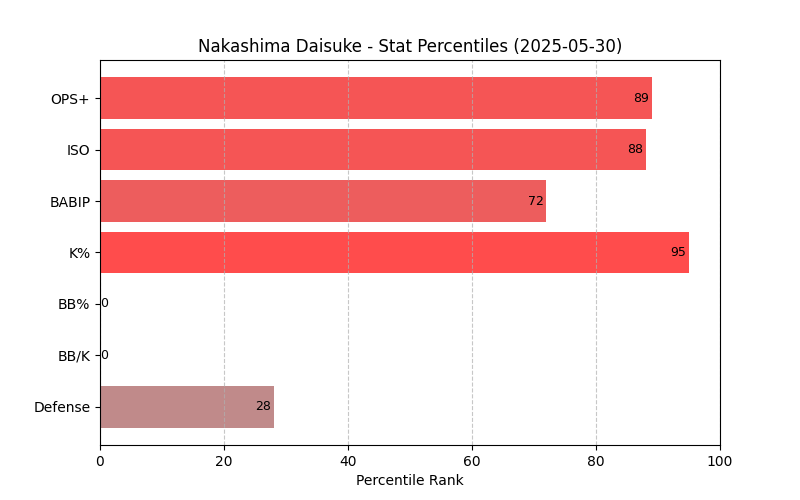 Nakashima Daisuke - Stat Percentiles (2025-05-30)
OPS+ 89
ISO 88
BABIP 72
K% 95
BB% 0
BB/K 0
Defense 28
0 20 40 60 80 100
Percentile Rank